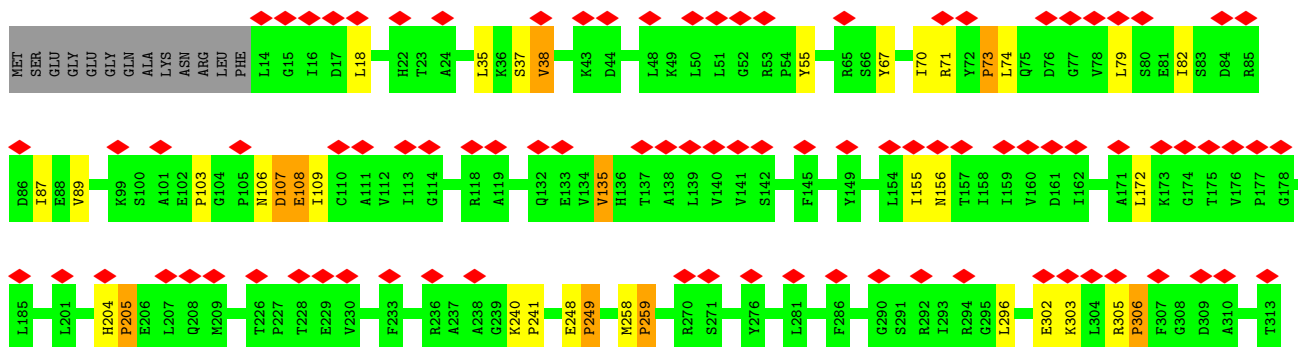 MET SER GLU GLY GLU GLY GLN ALA LYS ASN ARG LEU PHE L14 G15 I16 D17 L18 H22 T23 A24 L35 K36 S37 V38 K43 D44 L48 K49 L50 L51 G52 R53 P54 Y55 R65 S66 Y67 I70 R71 Y72 P73 L74 Q75 D76 G77 V78 L79 S80 E81 I82 S83 D84 R85
D86 I87 E88 V89 K99 S100 A101 E102 P103 G104 P105 N106 D107 E108 I109 C110 A111 V112 I113 G114 R118 A119 Q132 E133 V134 V135 H136 T137 A138 L139 V140 V141 S142 F145 Y149 L154 I155 N156 T157 I158 I159 V160 D161 I162 A171 L172 K173 G174 T175 V176 P177 G178
L185 L201 H204 P205 E206 L207 Q208 M209 T226 P227 T228 E229 V230 F233 R236 A237 A238 G239 K240 P241 E248 P249 M258 P259 R270 S271 Y276 L281 F286 G290 S291 R292 I293 R294 G295 L296 E302 K303 L304 R305 P306 F307 G308 D309 A310 T313